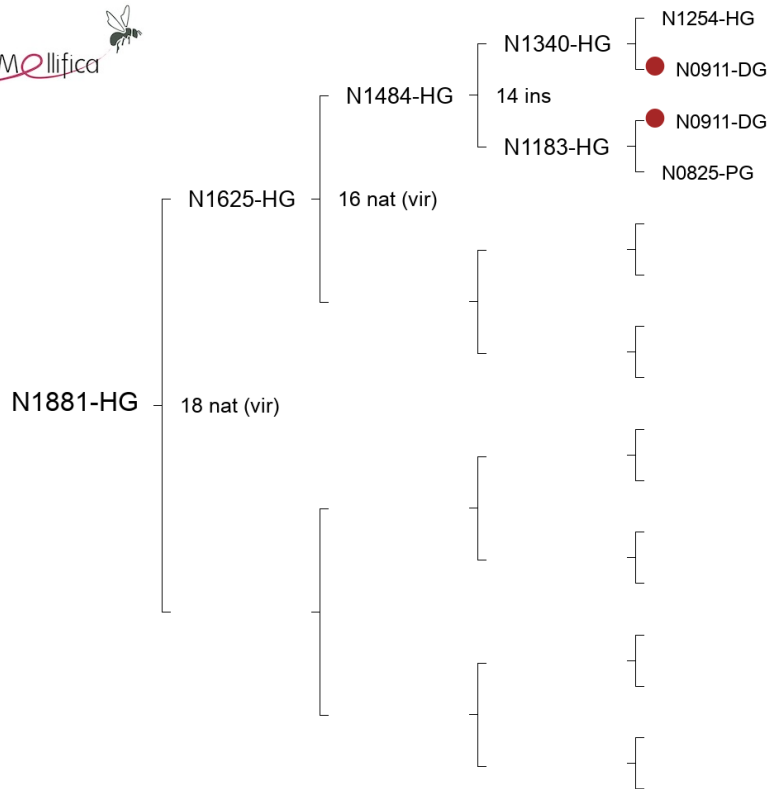 Mellifica
N1254-HG
N1340-HG
N0911-DG
N1484-HG
14 ins
N0911-DG
N1183-HG
N0825-PG
N1625-HG
16 nat (vir)
N1881-HG
18 nat (vir)